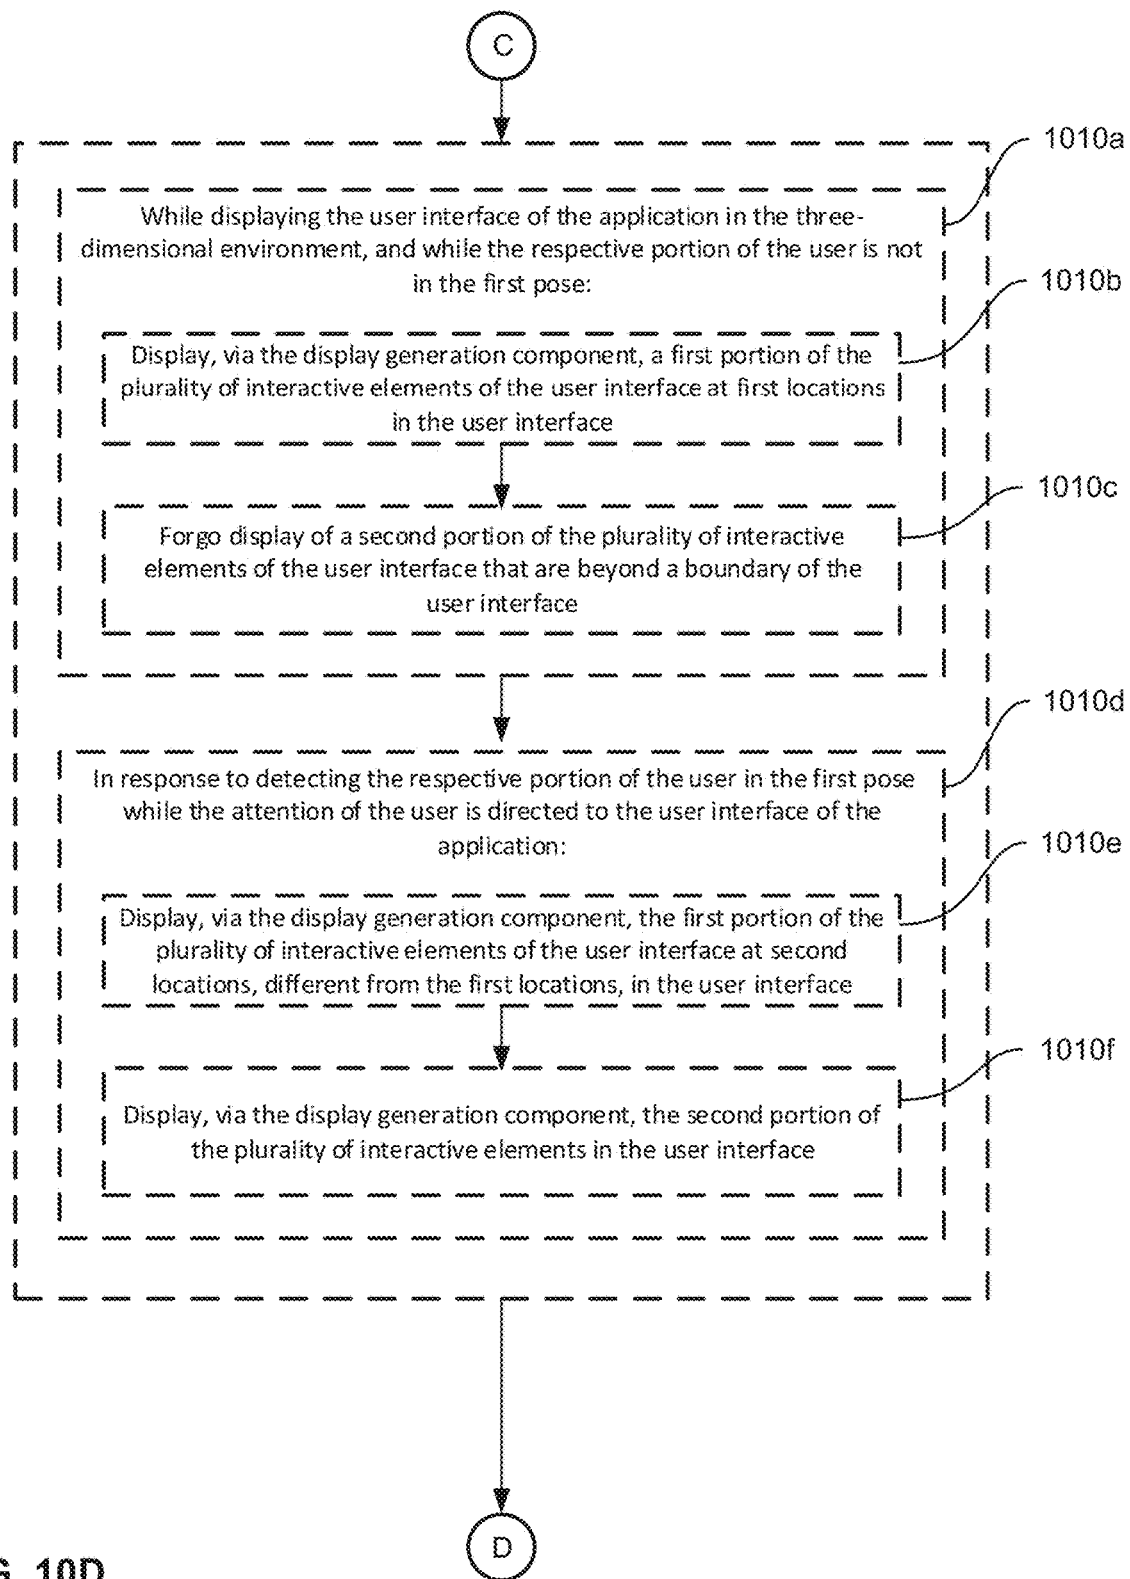 C
1010a
While displaying the user interface of the application in the three-
dimensional environment, and while the respective portion of the user is not
in the first pose:
1010b
Display, via the display generation component, a first portion of the
plurality of interactive elements of the user interface at first locations
in the user interface
1010c
Forgo display of a second portion of the plurality of interactive
elements of the user interface that are beyond a boundary of the
user interface
1010d
In response to detecting the respective portion of the user in the first pose
while the attention of the user is directed to the user interface of the
application:
1010e
Display, via the display generation component, the first portion of the
plurality of interactive elements of the user interface at second
locations, different from the first locations, in the user interface
1010f
Display, via the display generation component, the second portion of
the plurality of interactive elements in the user interface
D
G. 10D